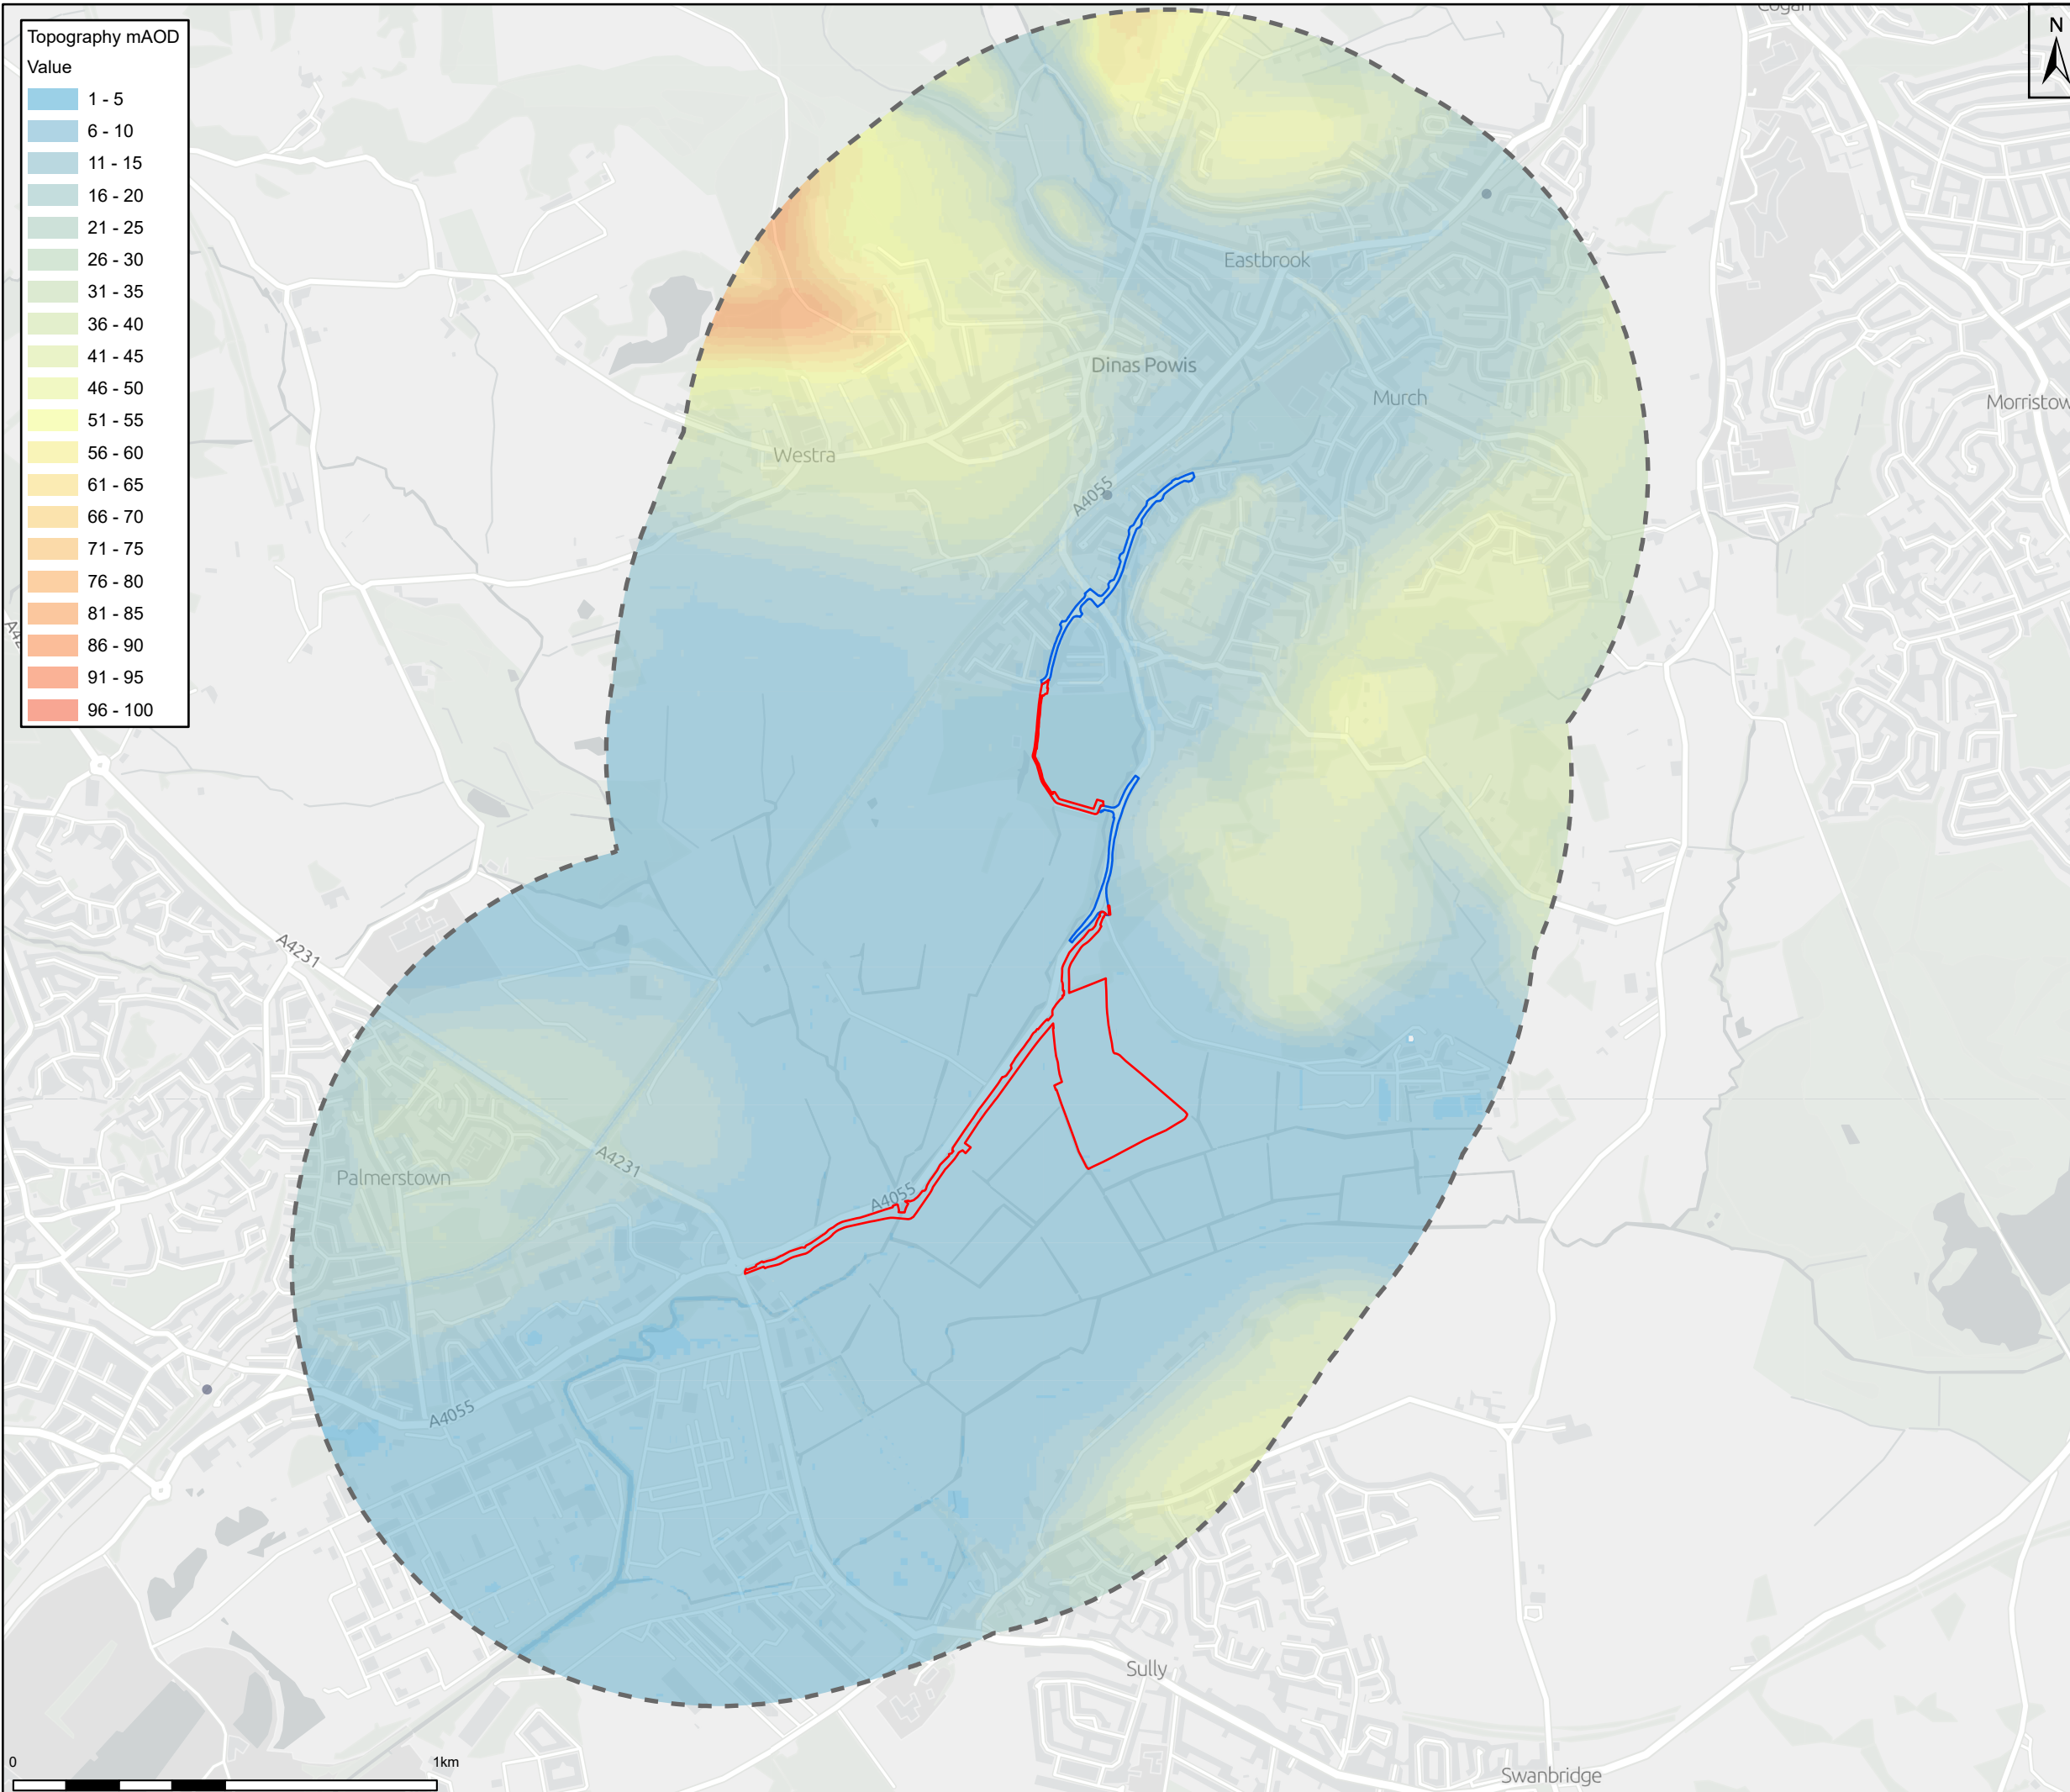 Topography mAOD
Value
1 - 5
6 - 10
11 - 15
16 - 20
21 - 25
26 - 30
31 - 35
36 - 40
41 - 45
46 - 50
51 - 55
56 - 60
61 - 65
66 - 70
71 - 75
76 - 80
81 - 85
86 - 90
91 - 95
96 - 100
Cogan
N
Eastbrook
Dinas Powis
Murch
Morristow
Westra
A4055
A4231
A4231
Palmerstown
A4055
A4055
Sully
Swanbridge
0
1km